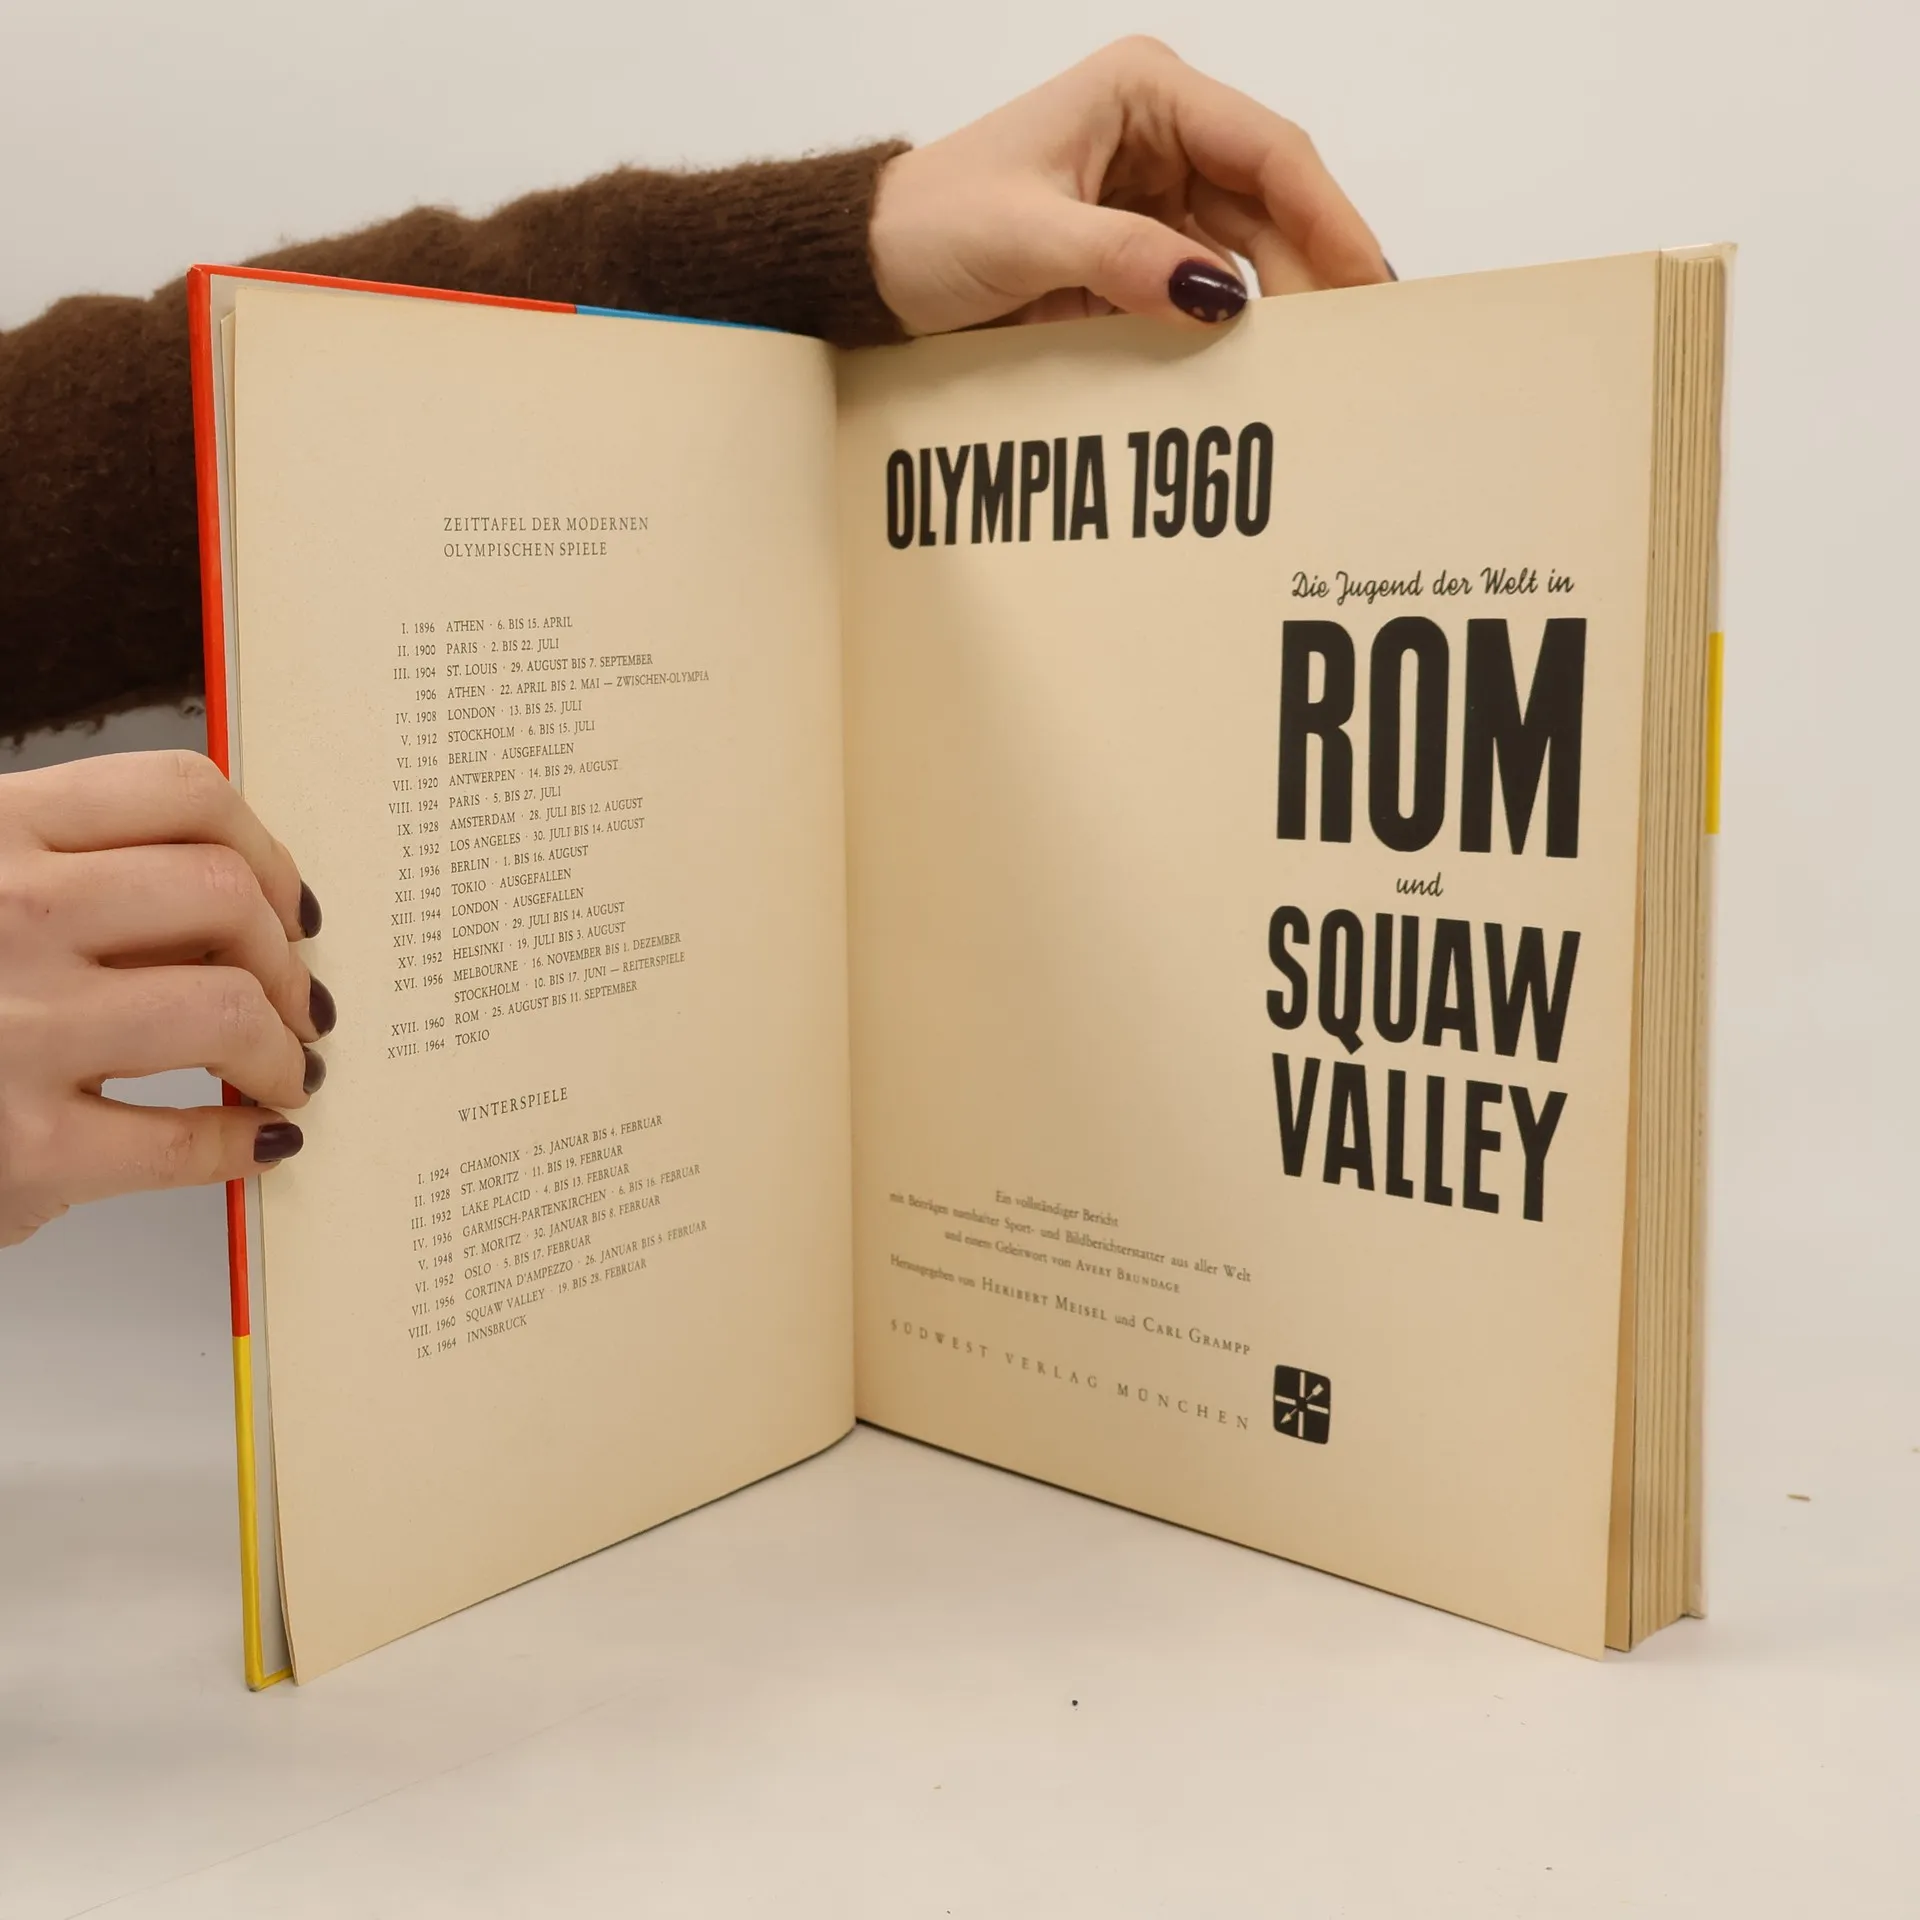 ZEITTAFEL DER MODERNEN
OLYMPISCHEN SPIELE
I. 1896 ATHEN · 6. BIS 15. APRIL
II. 1900 PARIS · 2. BIS 22. JULI
III. 1904 ST. LOUIS · 29. AUGUST BIS 7. SEPTEMBER
1906 ATHEN · 22. APRIL BIS 2. MAI — ZWISCHEN-OLYMPIA
IV. 1908 LONDON · 13. BIS 25. JULI
V. 1912 STOCKHOLM · 6. BIS 15. JULI
VI. 1916 BERLIN · AUSGEFALLEN
VII. 1920 ANTWERPEN · 14. BIS 29. AUGUST
VIII. 1924 PARIS · 5. BIS 27. JULI
IX. 1928 AMSTERDAM · 28. JULI BIS 12. AUGUST
X. 1932 LOS ANGELES · 30. JULI BIS 14. AUGUST
XI. 1936 BERLIN · 1. BIS 16. AUGUST
XII. 1940 TOKIO · AUSGEFALLEN
XIII. 1944 LONDON · AUSGEFALLEN
XIV. 1948 LONDON · 29. JULI BIS 14. AUGUST
XV. 1952 HELSINKI · 19. JULI BIS 3. AUGUST
XVI. 1956 MELBOURNE · 16. NOVEMBER BIS 1. DEZEMBER
STOCKHOLM · 10. BIS 17. JUNI — REITERSPIELE
XVII. 1960 ROM · 25. AUGUST BIS 11. SEPTEMBER
XVIII. 1964 TOKIO
WINTERSPIELE
I. 1924 CHAMONIX · 25. JANUAR BIS 4. FEBRUAR
II. 1928 ST. MORITZ · 11. BIS 19. FEBRUAR
III. 1932 LAKE PLACID · 4. BIS 13. FEBRUAR
IV. 1936 GARMISCH-PARTENKIRCHEN · 6. BIS 16. FEBRUAR
V. 1948 ST. MORITZ · 30. JANUAR BIS 8. FEBRUAR
VI. 1952 OSLO · 5. BIS 17. FEBRUAR
VII. 1956 CORTINA D'AMPEZZO · 26. JANUAR BIS 5. FEBRUAR
VIII. 1960 SQUAW VALLEY · 19. BIS 28. FEBRUAR
IX. 1964 INNSBRUCK
OLYMPIA 1960
Die Jugend der Welt in
ROM
und
SQUAW
VALLEY
Ein vollständiger Bericht
mit Beiträgen namhafter Sport- und Bildberichterstatter aus aller Welt
und einem Geleitwort von AVERY BRUNDAGE
Herausgegeben von HERIBERT MEISEL und CARL GRAMPP
SÜDWEST VERLAG MÜNCHEN